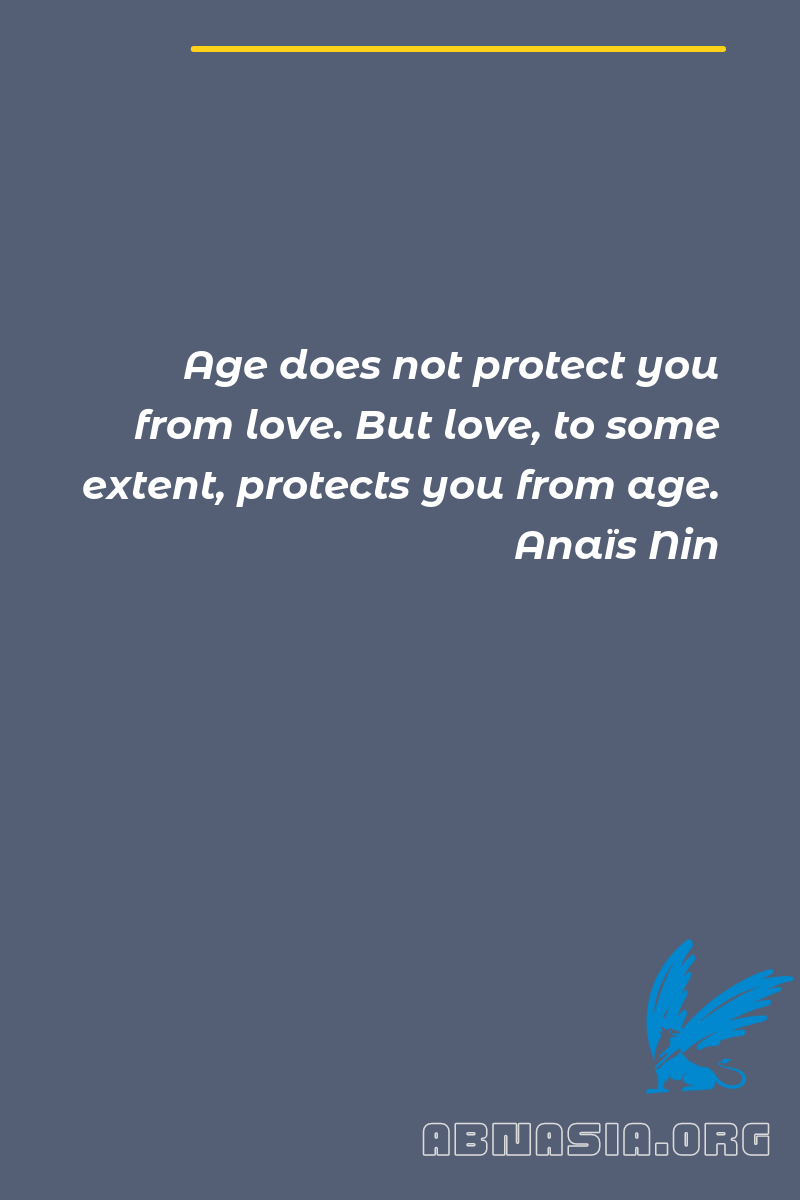 Age does not protect you
from love. But love, to some
extent, protects you from age.
Anaïs Nin
ABNASIA.ORG